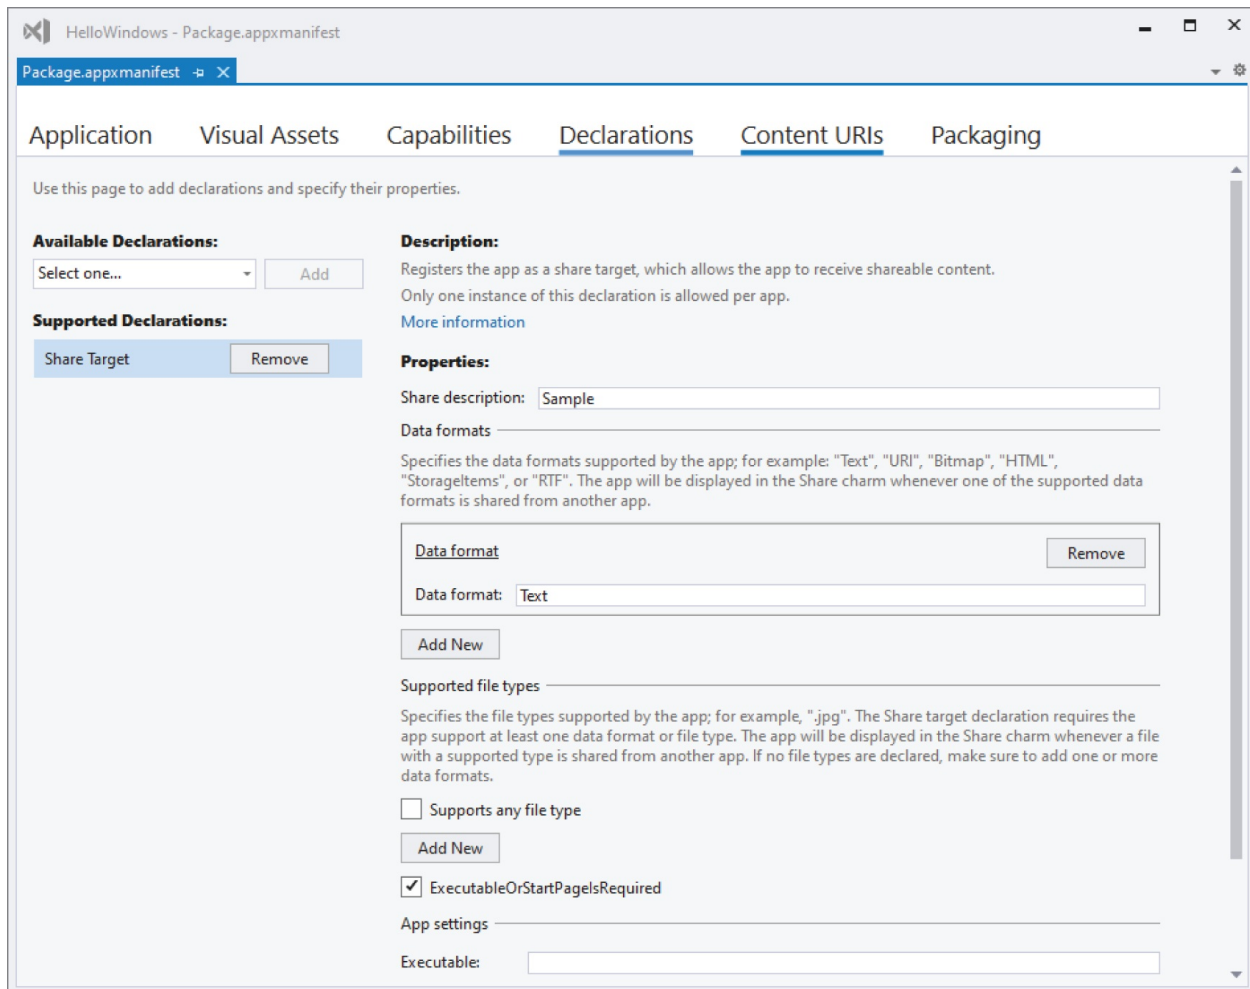 HelloWindows - Package.appxmanifest
Package.appxmanifest
Application Visual Assets Capabilities Declarations Content URIs Packaging
Use this page to add declarations and specify their properties.
Available Declarations:
Select one...
Add
Supported Declarations:
Share Target
Remove
Description:
Registers the app as a share target, which allows the app to receive shareable content.
Only one instance of this declaration is allowed per app.
More information
Properties:
Share description: Sample
Data formats
Specifies the data formats supported by the app; for example: "Text", "URI", "Bitmap", "HTML",
"StorageItems", or "RTF". The app will be displayed in the Share charm whenever one of the supported data
formats is shared from another app.
Data format
Remove
Data format: Text
Add New
Supported file types
Specifies the file types supported by the app; for example, ".jpg". The Share target declaration requires the
app support at least one data format or file type. The app will be displayed in the Share charm whenever a file
with a supported type is shared from another app. If no file types are declared, make sure to add one or more
data formats.
Supports any file type
Add New
ExecutableOrStartPageIsRequired
App settings
Executable: